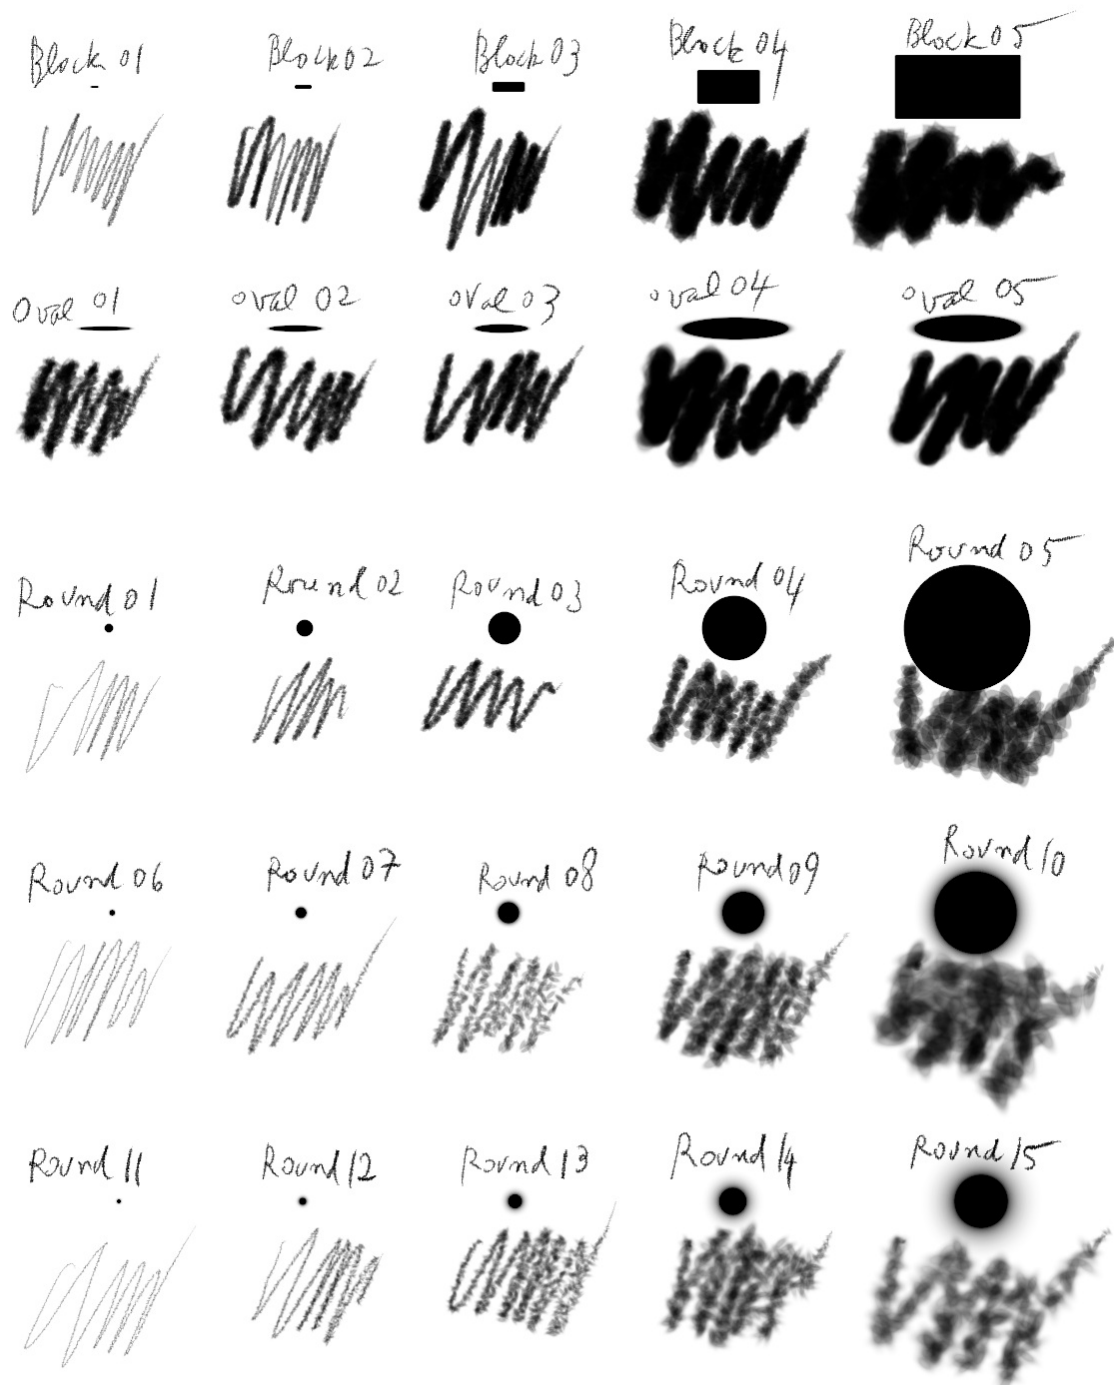 Block 01 Block 02 Block 03 Block 04 Block 05
Oval 01 oval 02 oval 03 oval 04 oval 05
Round 01 Round 02 Round 03 Round 04 Round 05
Round 06 Round 07 Round 08 Round 09 Round 10
Round 11 Round 12 Round 13 Round 14 Round 15